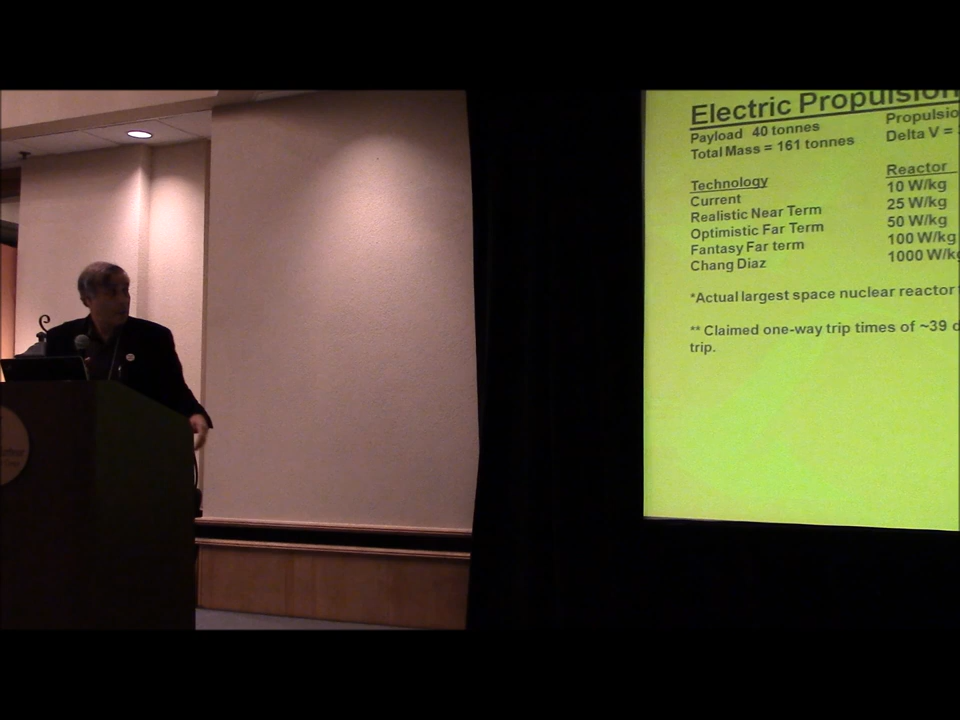 Electric Propulsion
Payload 40 tonnes
Total Mass = 161 tonnes
Propulsio
Delta V =
Technology
Reactor
Current
10 W/kg
Realistic Near Term
25 W/kg
Optimistic Far Term
50 W/kg
Fantasy Far term
100 W/kg
Chang Diaz
1000 W/kg
*Actual largest space nuclear reactor
** Claimed one-way trip times of ~39 d
trip.